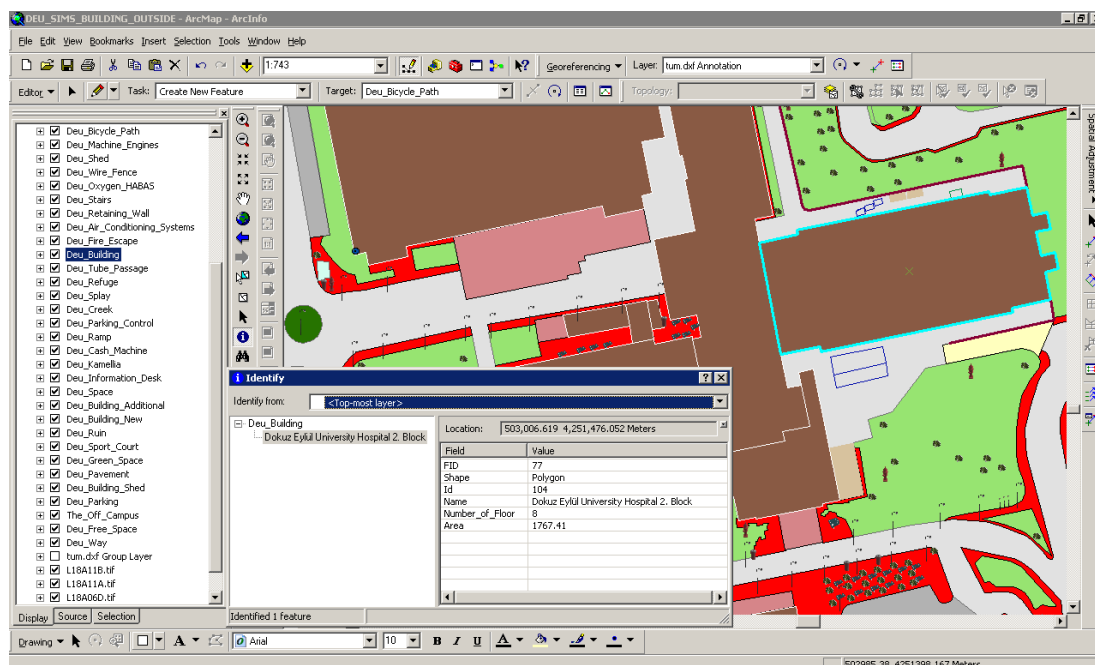 DEU_SIMS_BUILDING_OUTSIDE - ArcMap - ArcInfo
File Edit View Bookmarks Insert Selection Tools Window Help
1:743 Georeferencing Layer: tum.dxf Annotation
Editor Task: Create New Feature Target: Deu_Bicycle_Path Topology:
Deu_Bicycle_Path
Deu_Machine_Engines
Deu_Shed
Deu_Wire_Fence
Deu_Oxygen_HABAS
Deu_Stairs
Deu_Retaining_Wall
Deu_Air_Conditioning_Systems
Deu_Fire_Escape
Deu_Building
Deu_Tube_Passage
Deu_Refuge
Deu_Splay
Deu_Creek
Deu_Parking_Control
Deu_Ramp
Deu_Cash_Machine
Deu_Kamellia
Deu_Information_Desk
Deu_Space
Deu_Building_Additional
Deu_Building_New
Deu_Ruin
Deu_Sport_Court
Deu_Green_Space
Deu_Pavement
Deu_Building_Shed
Deu_Parking
The_Off_Campus
Deu_Free_Space
Deu_Way
tum.dxf Group Layer
L18A11B.tif
L18A11A.tif
L18A06D.tif
Display Source Selection
Spatial Adjustment
Identify
Identify from: <Top-most layer>
Deu_Building
Dokuz Eylül University Hospital 2. Block
Location: 503,006.619 4,251,476.052 Meters
Field Value
FID 77
Shape Polygon
Id 104
Name Dokuz Eylül University Hospital 2. Block
Number_of_Floor 8
Area 1767.41
Identified 1 feature
Drawing A Arial 10 B I U A
502985.38 4251398.167 Meters